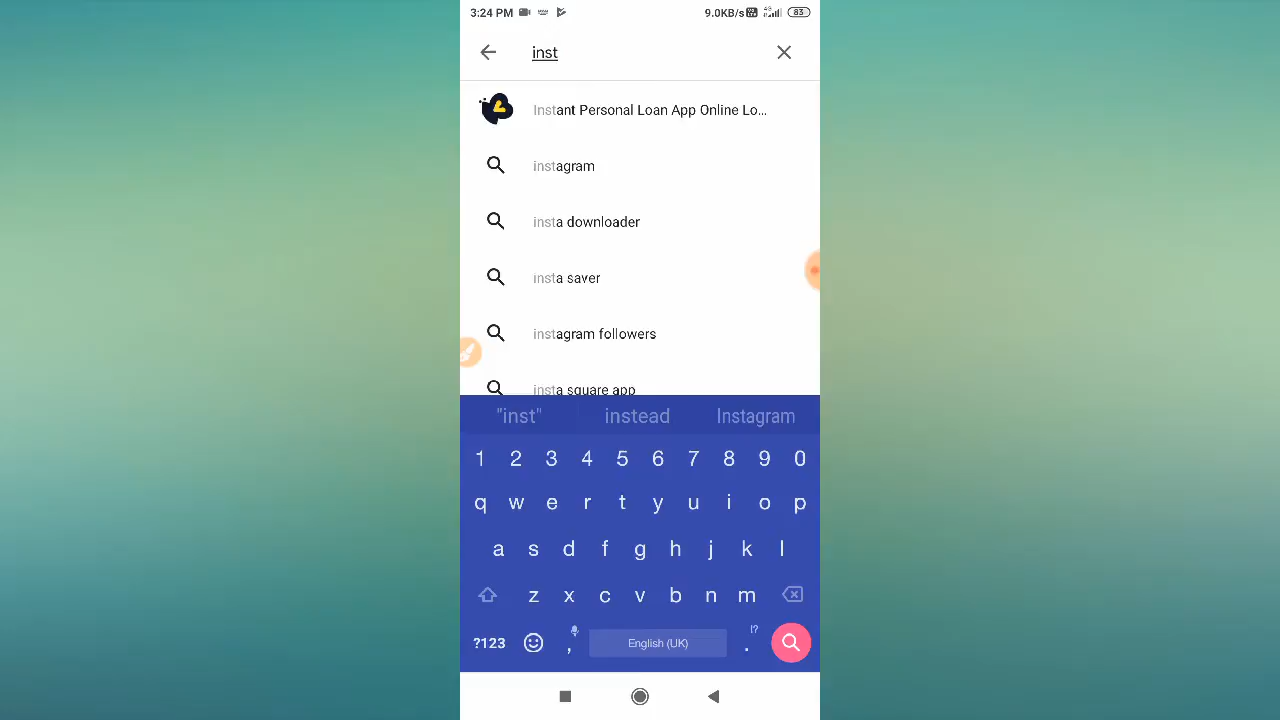 3:24 PM 9.0KB/s 4G 83
inst
Instant Personal Loan App Online Lo...
instagram
insta downloader
insta saver
instagram followers
insta square app
"inst" instead Instagram
1 2 3 4 5 6 7 8 9 0
q w e r t y u i o p
a s d f g h j k l
z x c v b n m
?123 , English (UK) . !?